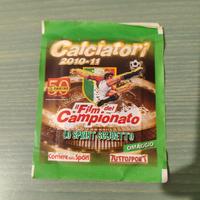 Calciatori
2010-11
50
Il Film del
Campionato
LO SPORT SCUDETTO
OMAGGIO
Corriere dello Sport
TUTTOSPORT